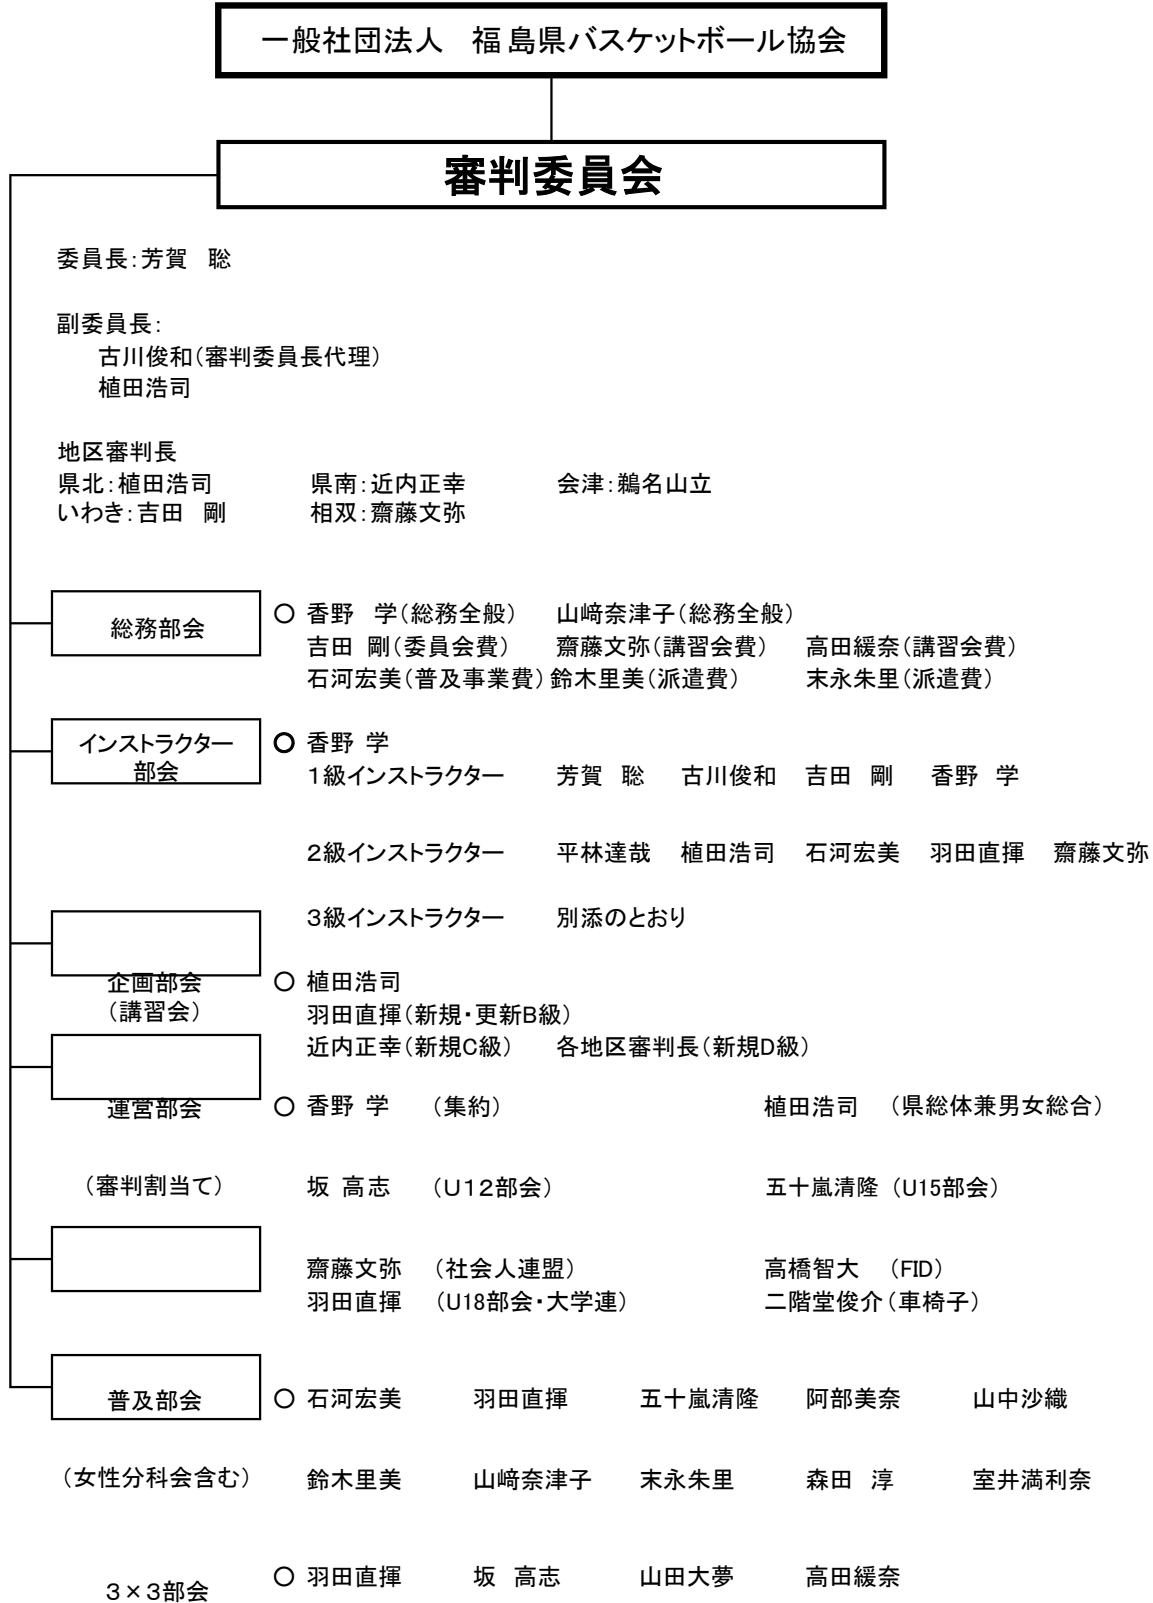 一般社団法人　福島県バスケットボール協会
審判委員会
委員長：芳賀　聡
副委員長：
古川俊和（審判委員長代理）
植田浩司
地区審判長
県北：植田浩司　県南：近内正幸　会津：鵜名山立
いわき：吉田　剛　相双：齋藤文弥
総務部会　○ 香野　学（総務全般）　山﨑奈津子（総務全般）
吉田 剛（委員会費）　齋藤文弥（講習会費）　高田緩奈（講習会費）
石河宏美（普及事業費）　鈴木里美（派遣費）　末永朱里（派遣費）
インストラクター部会　○ 香野 学
１級インストラクター　芳賀　聡　古川俊和　吉田　剛　香野　学
２級インストラクター　平林達哉　植田浩司　石河宏美　羽田直揮　齋藤文弥
３級インストラクター　別添のとおり
企画部会　○ 植田浩司
（講習会）　羽田直揮（新規・更新B級）
近内正幸（新規C級）　各地区審判長（新規D級）
運営部会　○ 香野 学　（集約）　植田浩司　（県総体兼男女総合）
（審判割当て）　坂 高志　（Ｕ１２部会）　五十嵐清隆（U15部会）
齋藤文弥　（社会人連盟）　高橋智大　（FID）
羽田直揮　（U18部会・大学連）　二階堂俊介（車椅子）
普及部会　○ 石河宏美　羽田直揮　五十嵐清隆　阿部美奈　山中沙織
（女性分科会含む）　鈴木里美　山﨑奈津子　末永朱里　森田　淳　室井満利奈
３×３部会　○ 羽田直揮　坂　高志　山田大夢　高田緩奈